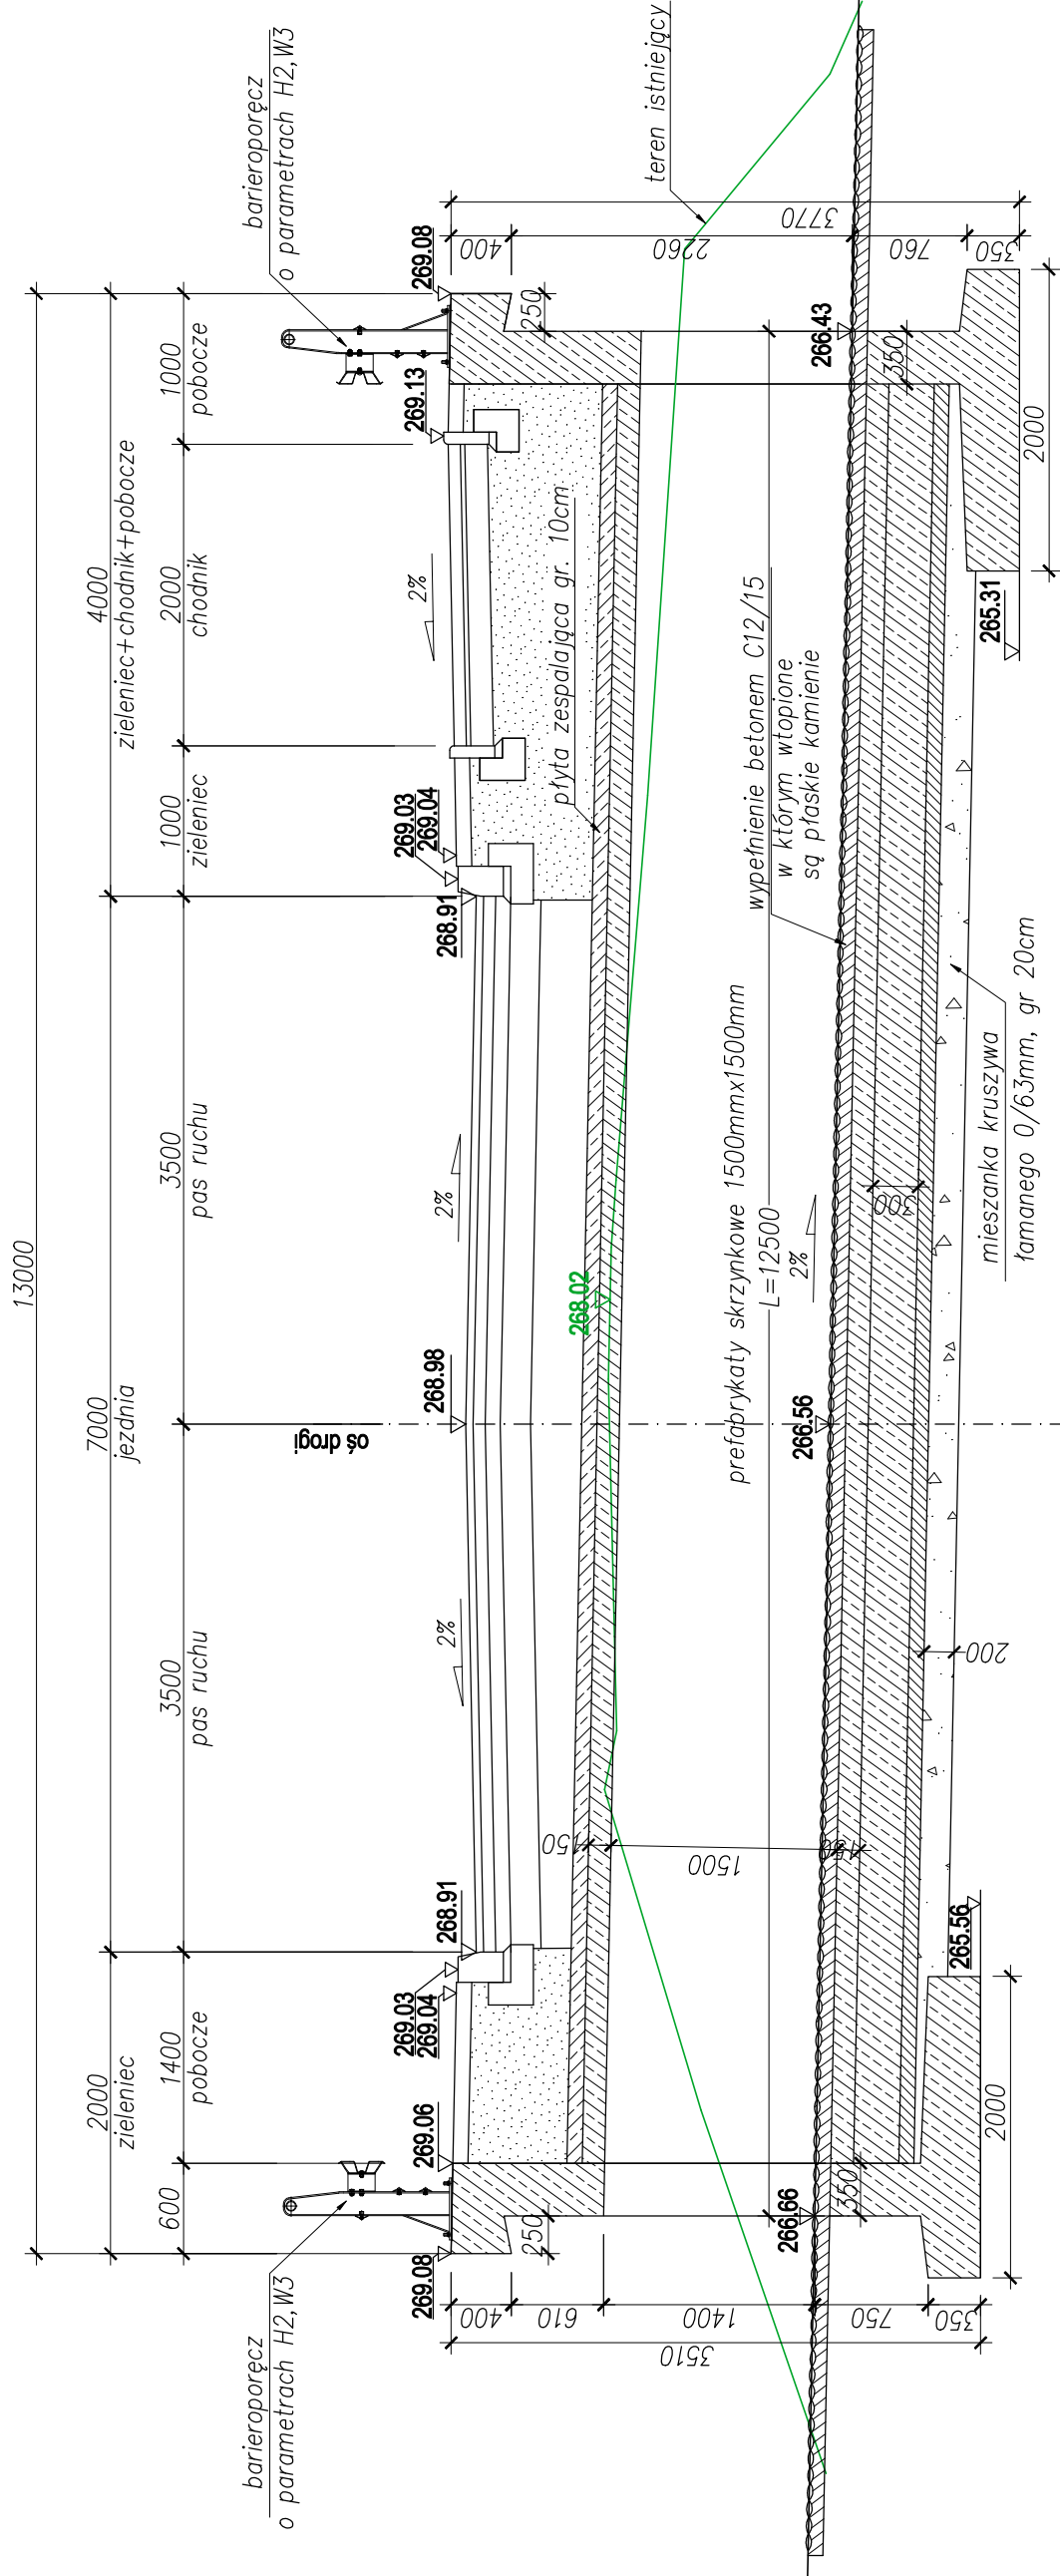 13000
2000
zieleniec
7000
jezdnia
4000
zieleniec+chodnik+pobocze
600
1400
pobocze
3500
pas ruchu
3500
pas ruchu
1000
zieleniec
2000
chodnik
1000
pobocze
barieroporęcz
o parametrach H2,W3
barieroporęcz
o parametrach H2,W3
oś drogi
269.08
269.06
269.03
269.04
268.91
2%
268.98
2%
268.91
269.03
269.04
2%
269.13
269.08
250
250
400
610
1400
750
350
3510
400
2260
760
350
3770
teren istniejący
płyta zespalająca gr. 10cm
268.02
150
1500
150
prefabrykaty skrzynkowe 1500mmx1500mm
L=12500
2%
wypełnienie betonem C12/15
w którym wtopione
są płaskie kamienie
266.66
266.56
266.43
350
350
300
200
265.56
265.31
2000
2000
mieszanka kruszywa
łamanego 0/63mm, gr 20cm